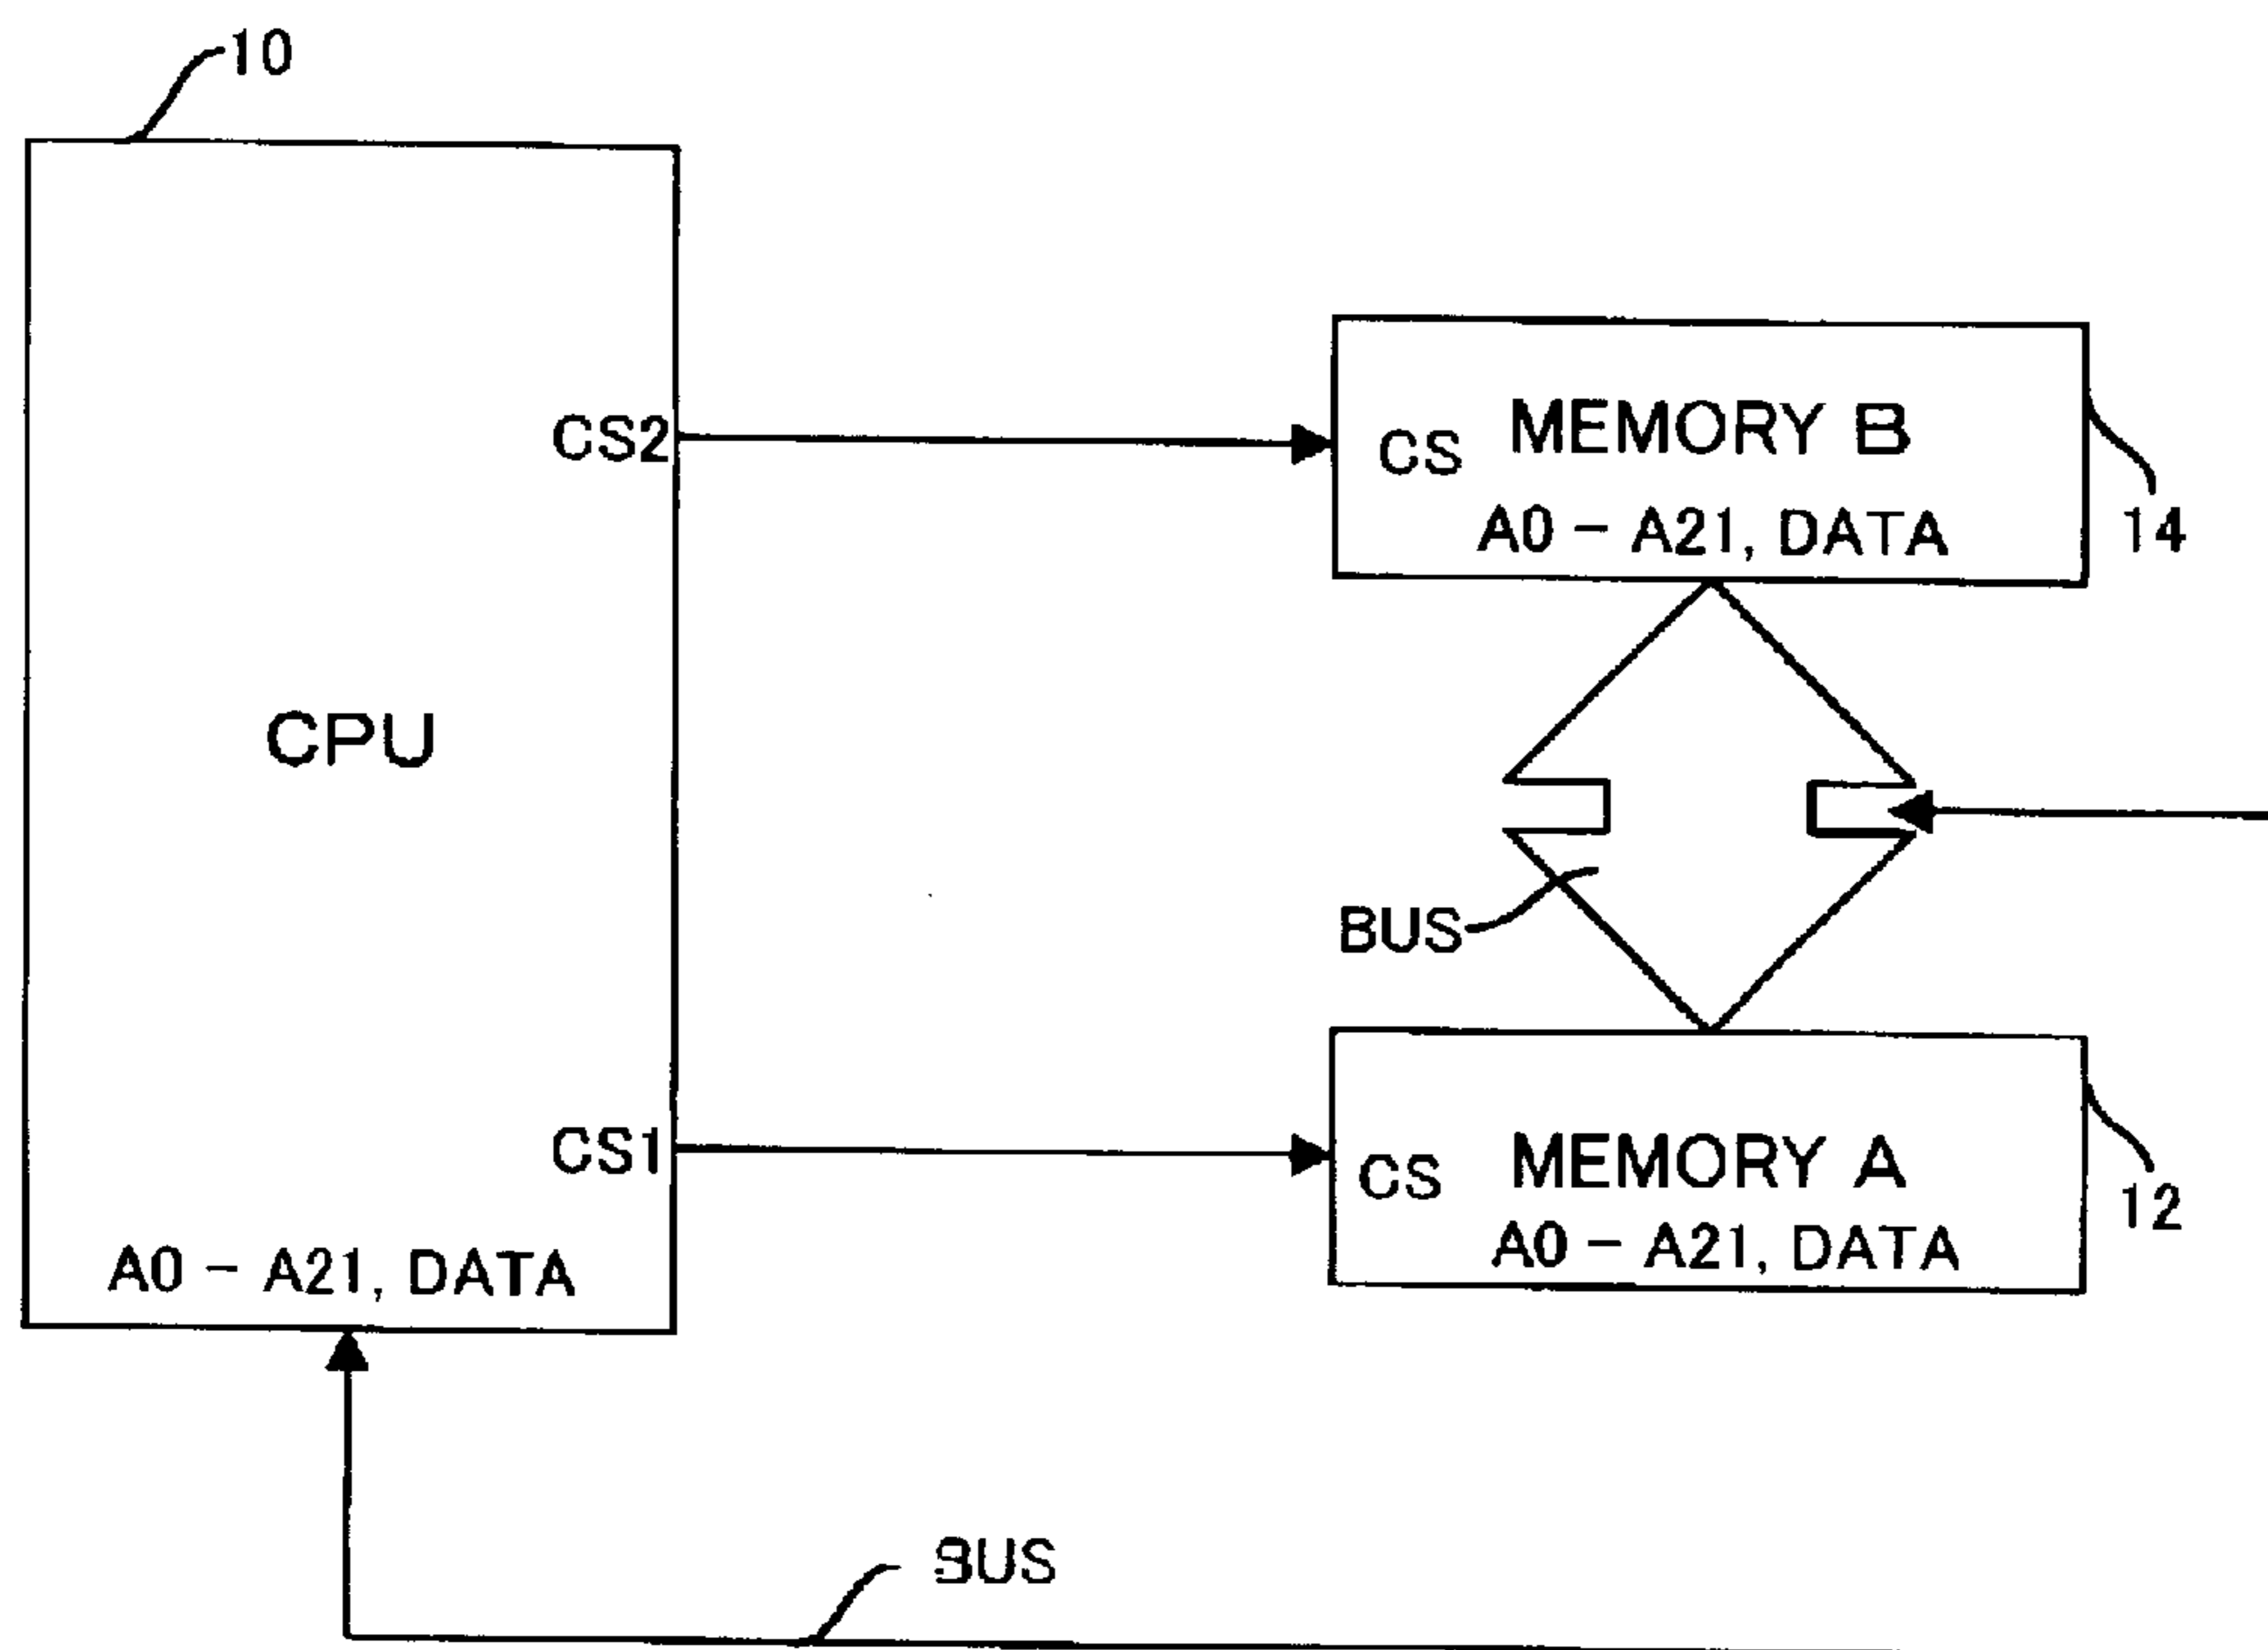 10
CS2
CS MEMORY B
A0 - A21, DATA
14
CPU
BUS
CS1
CS MEMORY A
A0 - A21, DATA
12
A0 - A21, DATA
BUS